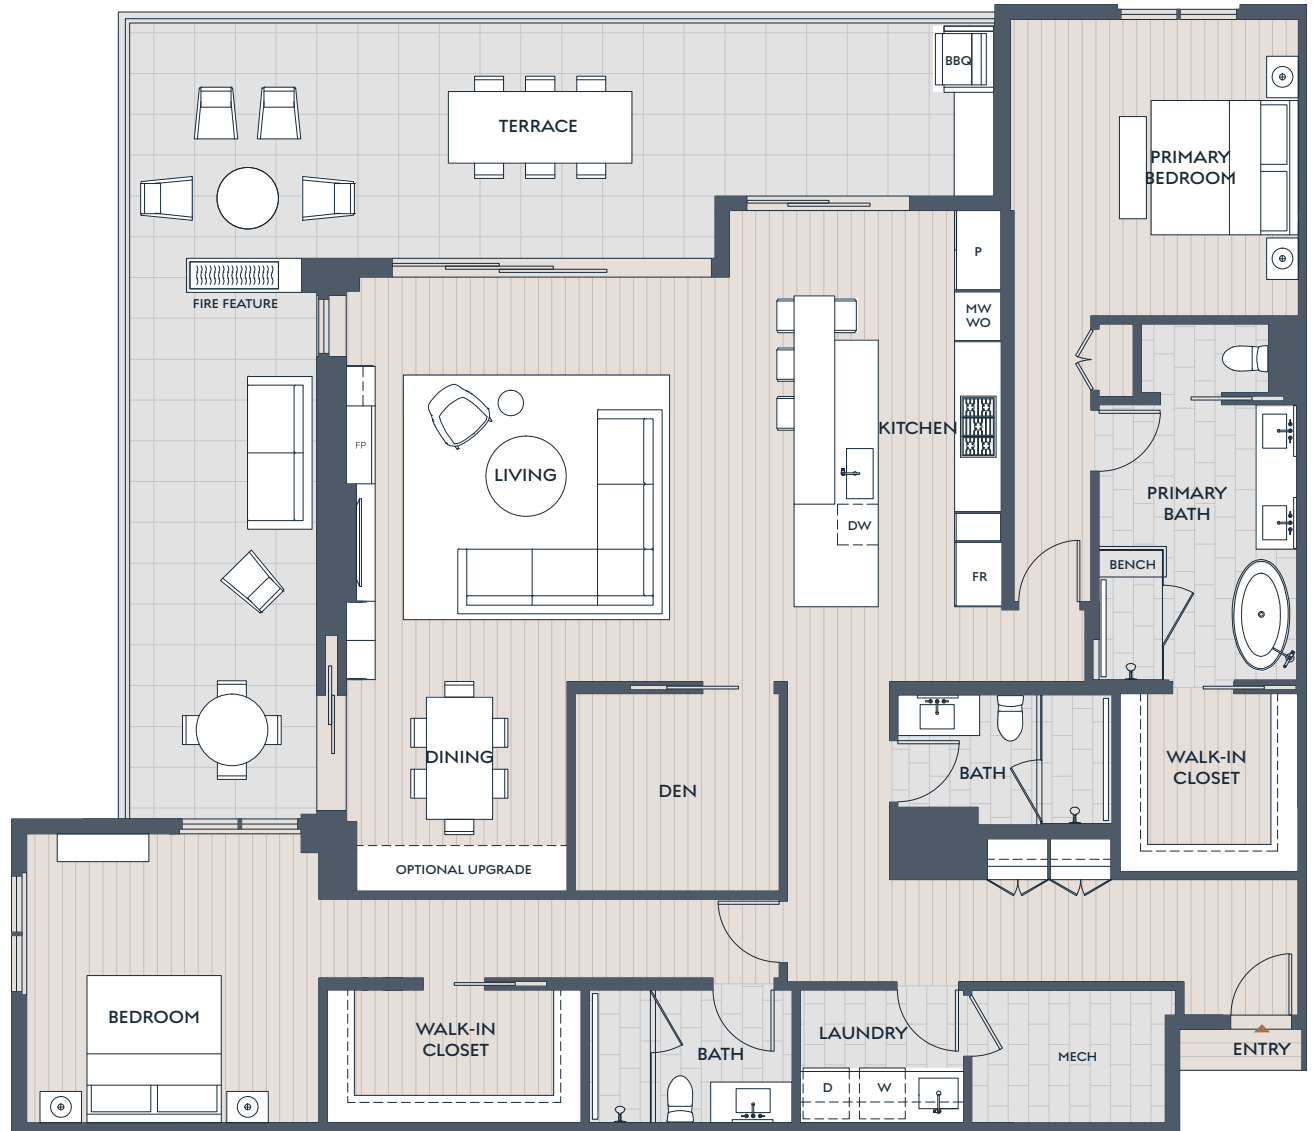 BBQ
TERRACE
PRIMARY
BEDROOM
P
FIRE FEATURE
MW
WO
FP
KITCHEN
LIVING
PRIMARY
BATH
DW
BENCH
FR
DINING
DEN
BATH
WALK-IN
CLOSET
OPTIONAL UPGRADE
BEDROOM
WALK-IN
CLOSET
BATH
LAUNDRY
MECH
ENTRY
D
W